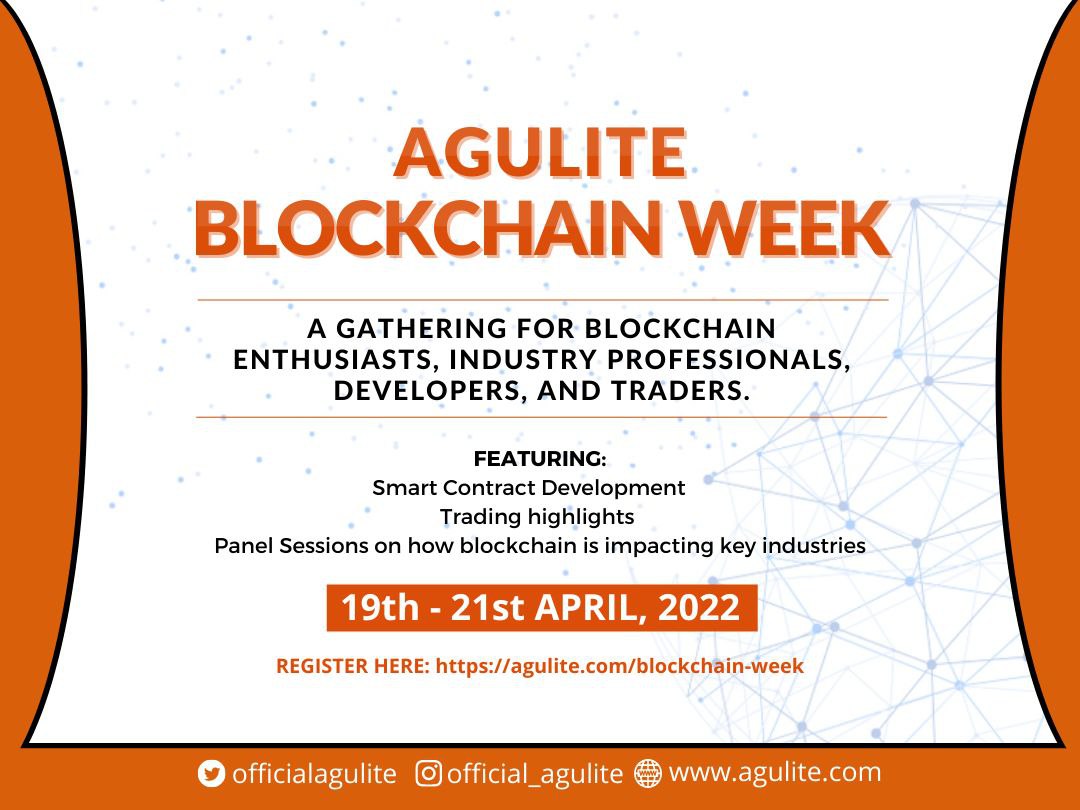 AGULITE
BLOCKCHAIN WEEK
A GATHERING FOR BLOCKCHAIN
ENTHUSIASTS, INDUSTRY PROFESSIONALS,
DEVELOPERS, AND TRADERS.
FEATURING:
Smart Contract Development
Trading highlights
Panel Sessions on how blockchain is impacting key industries
19th - 21st APRIL, 2022
REGISTER HERE: https://agulite.com/blockchain-week
officialagulite official_agulite www.agulite.com